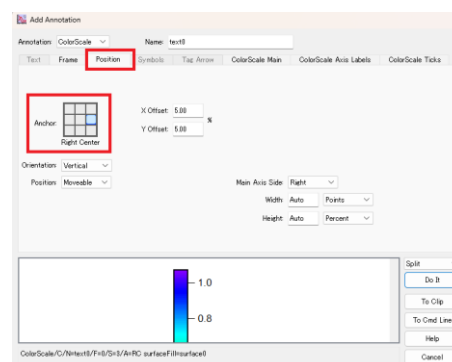 Add Annotation
Annotation: ColorScale Name: text0
Text Frame Position Symbols Tag Arrow ColorScale Main ColorScale Axis Labels ColorScale Ticks
Anchor:
Right Center
X Offset: 5.00
%
Y Offset: 5.00
Orientation: Vertical
Position: Moveable
Main Axis Side: Right
Width: Auto Points
Height: Auto Percent
Split
Do It
To Clip
To Cmd Line
Help
Cancel
1.0
0.8
ColorScale/C/N=text0/F=0/S=3/A=RC surfaceFill=surface0